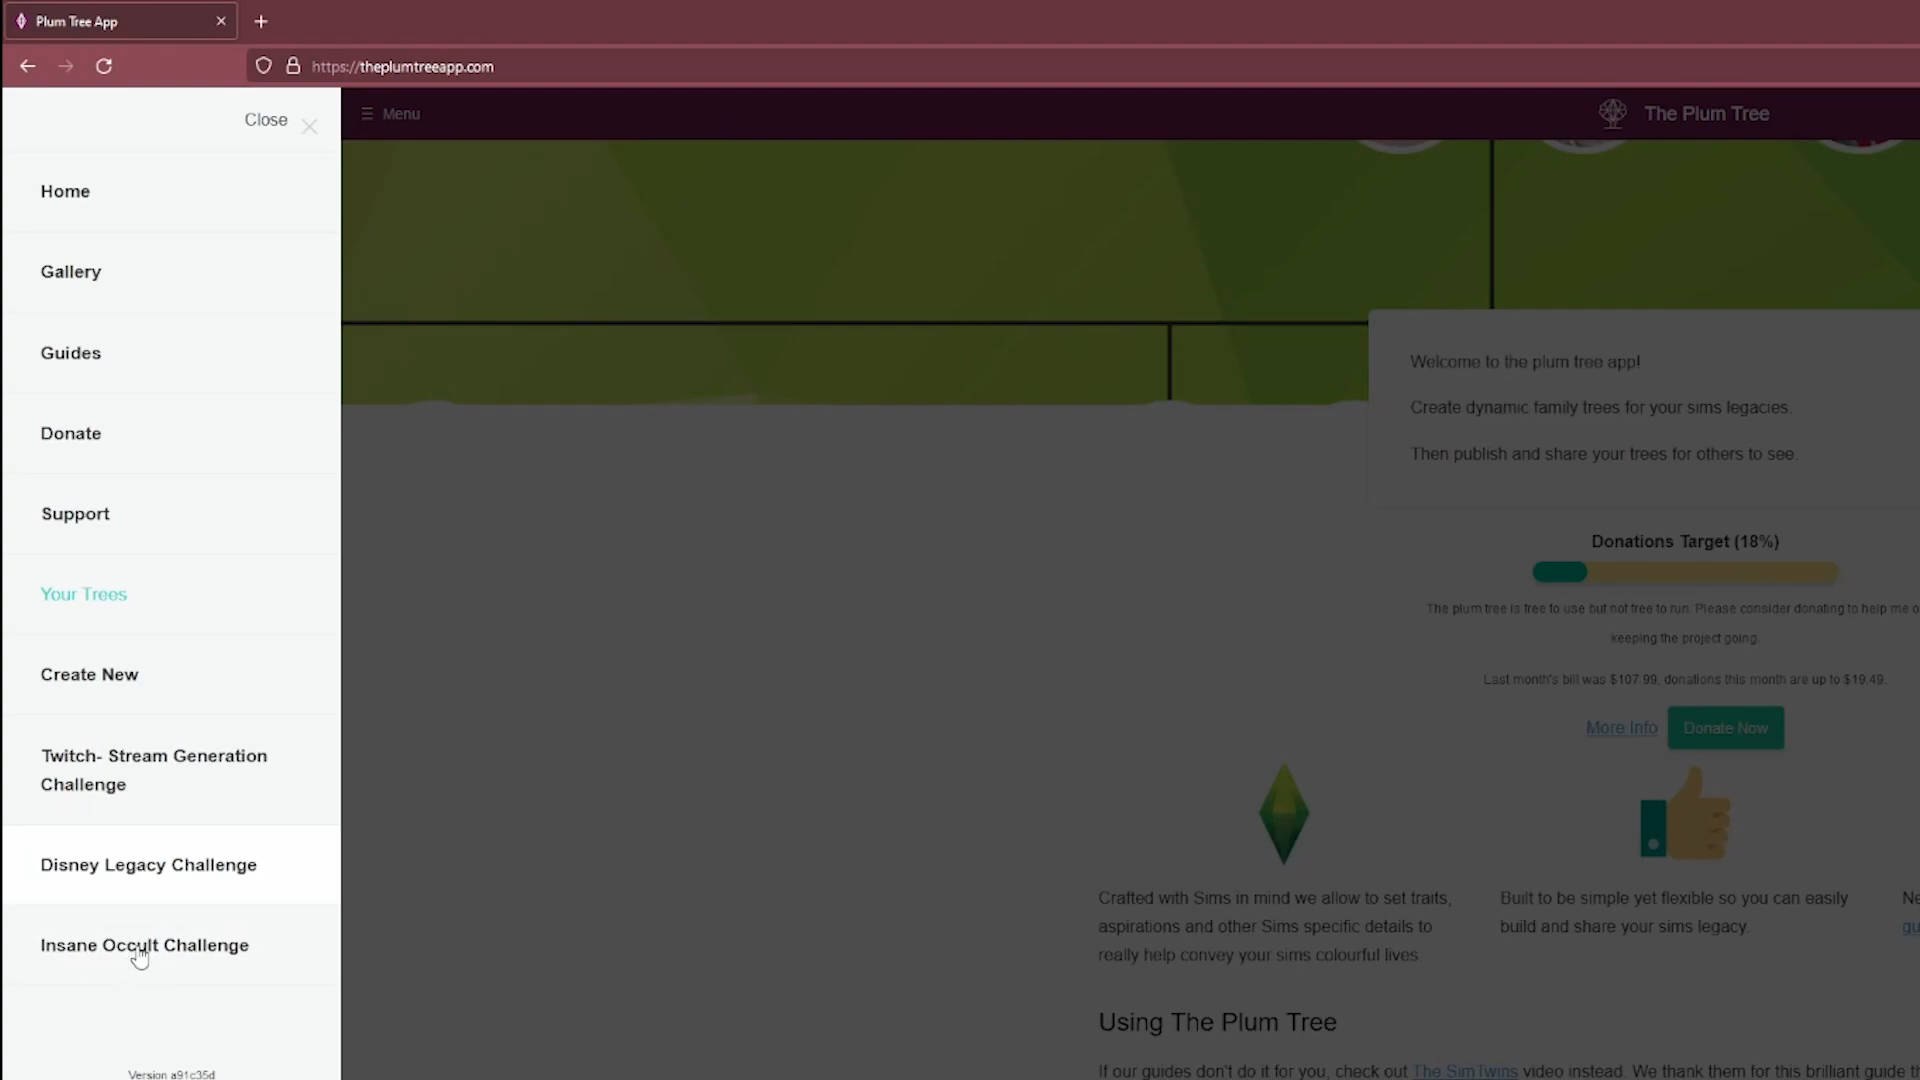 Plum Tree App
https://theplumtreeapp.com
Close
Menu
The Plum Tree
Home
Gallery
Guides
Donate
Support
Your Trees
Create New
Twitch- Stream Generation
Challenge
Disney Legacy Challenge
Insane Occult Challenge
Version a91c35d
Welcome to the plum tree app!
Create dynamic family trees for your sims legacies.
Then publish and share your trees for others to see.
Donations Target (18%)
The plum tree is free to use but not free to run. Please consider donating to help me o
keeping the project going.
Last month's bill was $107.99, donations this month are up to $19.49.
More Info
Donate Now
Crafted with Sims in mind we allow to set traits,
aspirations and other Sims specific details to
really help convey your sims colourful lives.
Built to be simple yet flexible so you can easily
build and share your sims legacy.
Ne
gu
Using The Plum Tree
If our guides don't do it for you, check out The SimTwins video instead. We thank them for this brilliant guide th